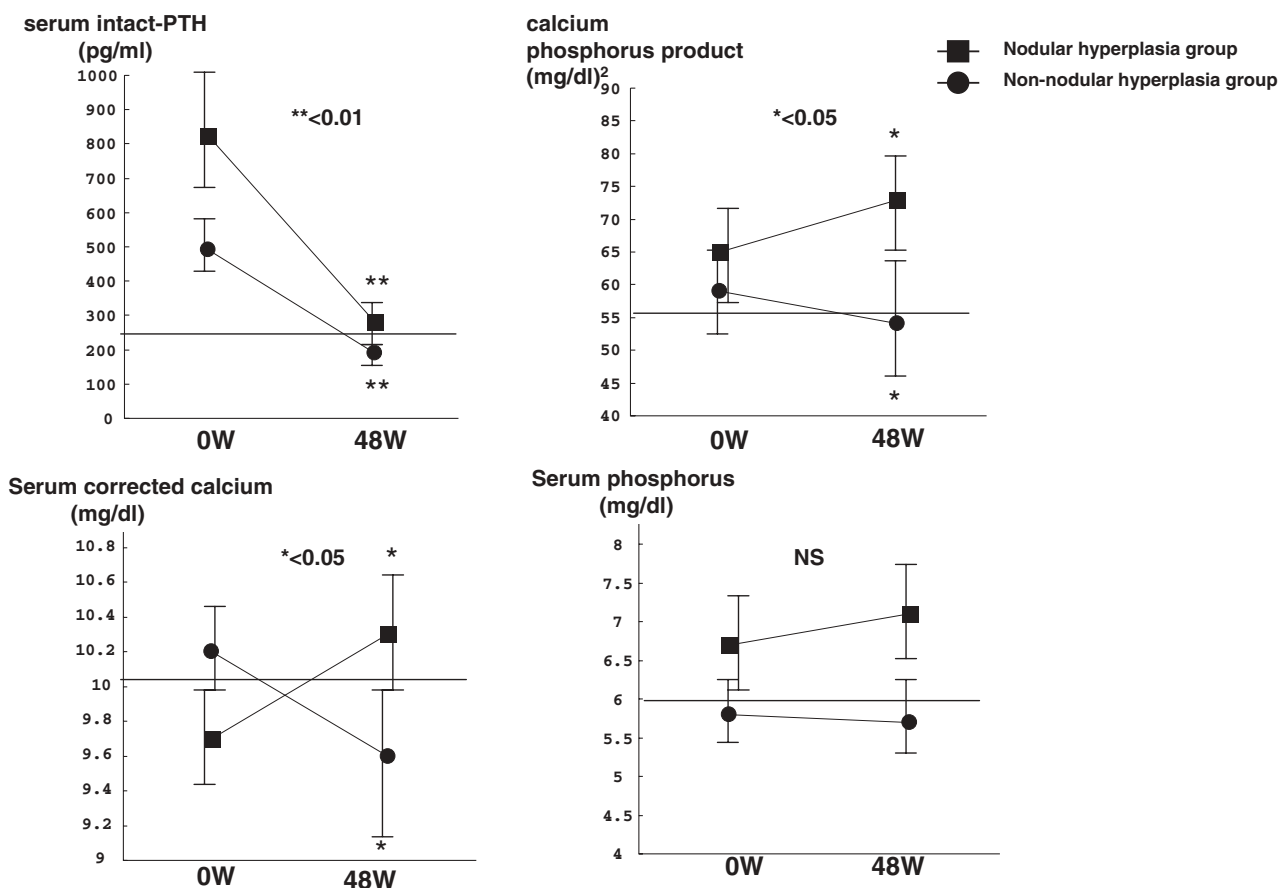 serum intact-PTH
(pg/ml)
1000
900
800
700
600
500
400
300
200
100
0
**<0.01
**
**
0W
48W
calcium
phosphorus product
(mg/dl)²
90
85
80
75
70
65
60
55
50
45
40
*<0.05
*
*
0W
48W
Nodular hyperplasia group
Non-nodular hyperplasia group
Serum corrected calcium
(mg/dl)
10.8
10.6
10.4
10.2
10
9.8
9.6
9.4
9.2
9
*<0.05
*
*
0W
48W
Serum phosphorus
(mg/dl)
8
7.5
7
6.5
6
5.5
5
4.5
4
NS
0W
48W